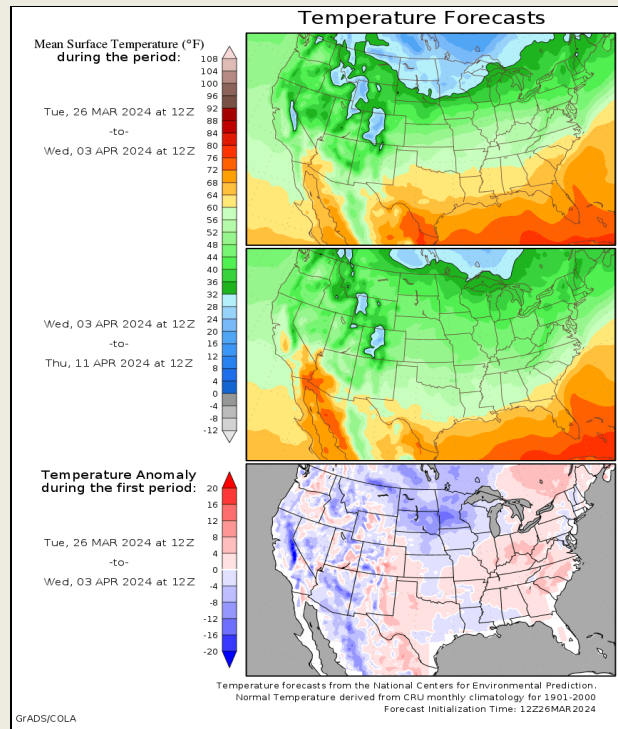 Temperature Forecasts
Mean Surface Temperature (°F)
during the period:
108
104
100
96
92
88
84
80
76
72
68
64
60
56
52
48
44
40
36
32
28
24
20
16
12
8
4
0
-4
-8
-12
Tue, 26 MAR 2024 at 12Z
-to-
Wed, 03 APR 2024 at 12Z
Wed, 03 APR 2024 at 12Z
-to-
Thu, 11 APR 2024 at 12Z
Temperature Anomaly
during the first period:
20
16
12
8
4
0
-4
-8
-12
-16
-20
Tue, 26 MAR 2024 at 12Z
-to-
Wed, 03 APR 2024 at 12Z
Temperature forecasts from the National Centers for Environmental Prediction.
Normal Temperature derived from CRU monthly climatology for 1901-2000
Forecast Initialization Time: 12Z26MAR2024
GrADS/COLA